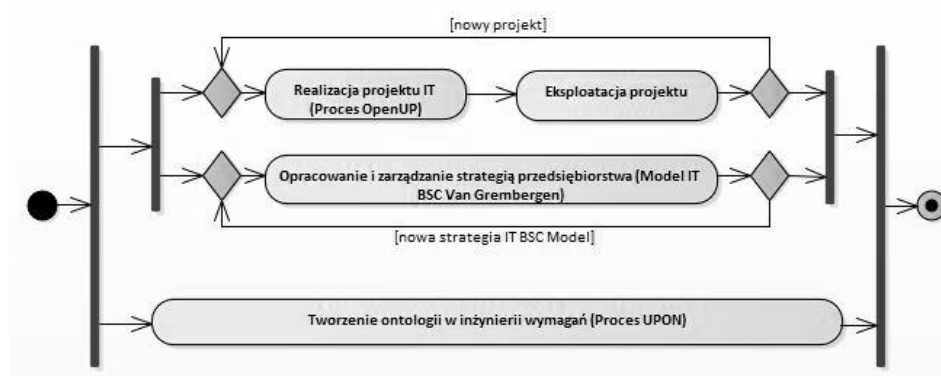 [nowy projekt]
Realizacja projektu IT
(Proces OpenUP)
Eksploatacja projektu
Opracowanie i zarządzanie strategią przedsiębiorstwa (Model IT
BSC Van Grembergen)
[nowa strategia IT BSC Model]
Tworzenie ontologii w inżynierii wymagań (Proces UPON)